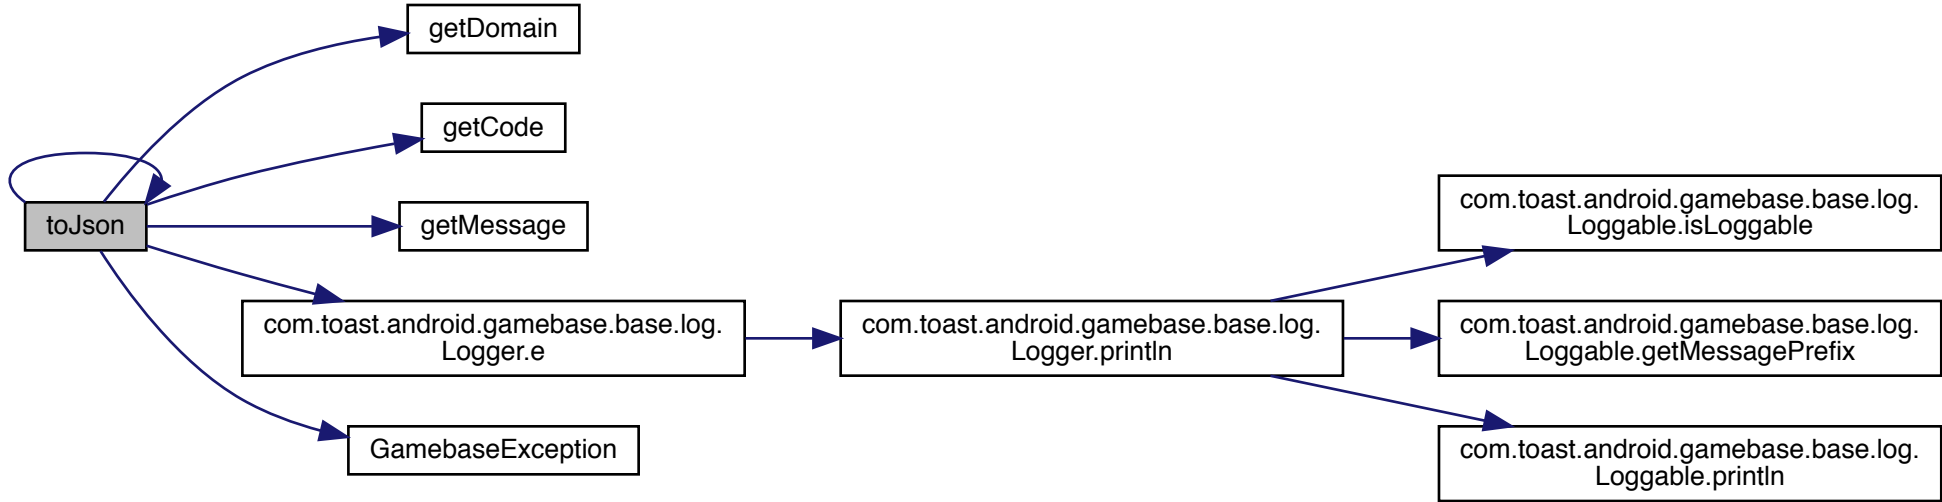 toJson
getDomain
getCode
getMessage
com.toast.android.gamebase.base.log.
Logger.e
GamebaseException
com.toast.android.gamebase.base.log.
Logger.println
com.toast.android.gamebase.base.log.
Loggable.isLoggable
com.toast.android.gamebase.base.log.
Loggable.getMessagePrefix
com.toast.android.gamebase.base.log.
Loggable.println